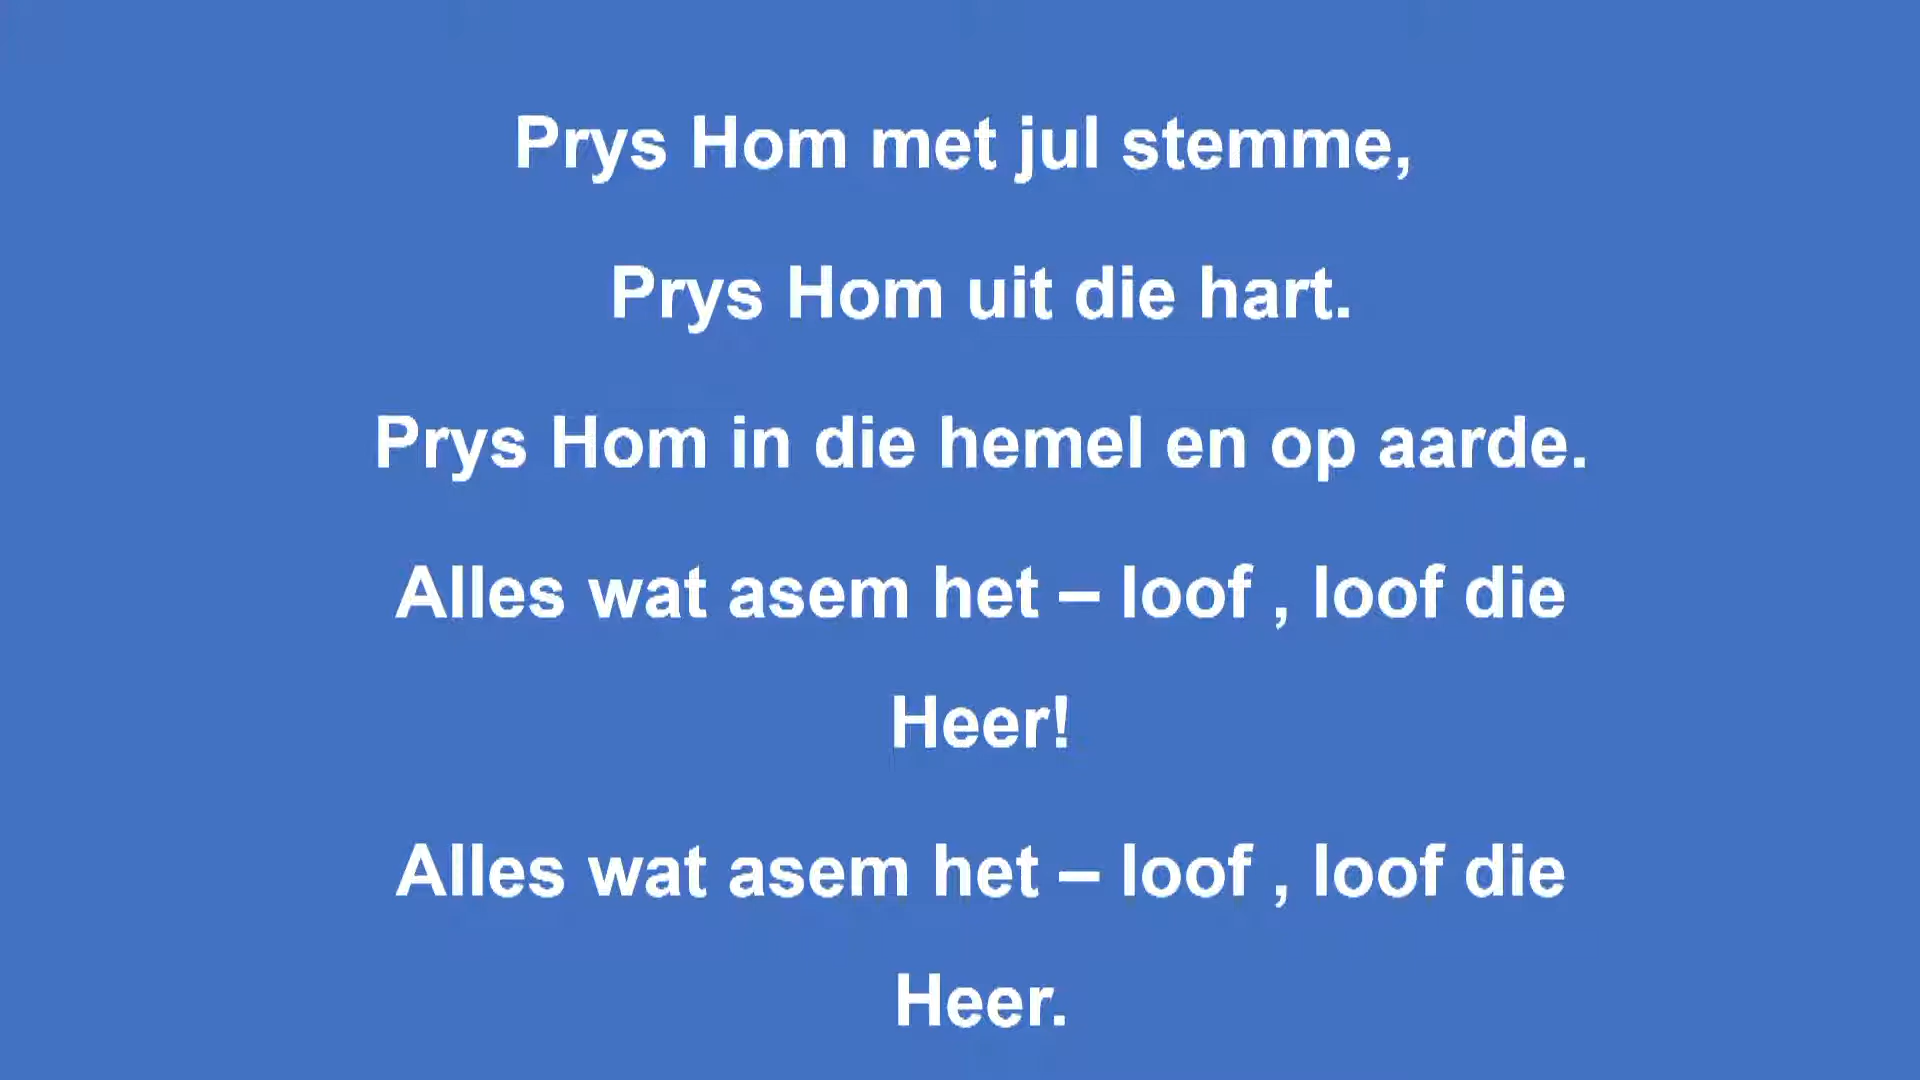 Prys Hom met jul stemme,
Prys Hom uit die hart.
Prys Hom in die hemel en op aarde.
Alles wat asem het – loof , loof die
Heer!
Alles wat asem het – loof , loof die
Heer.